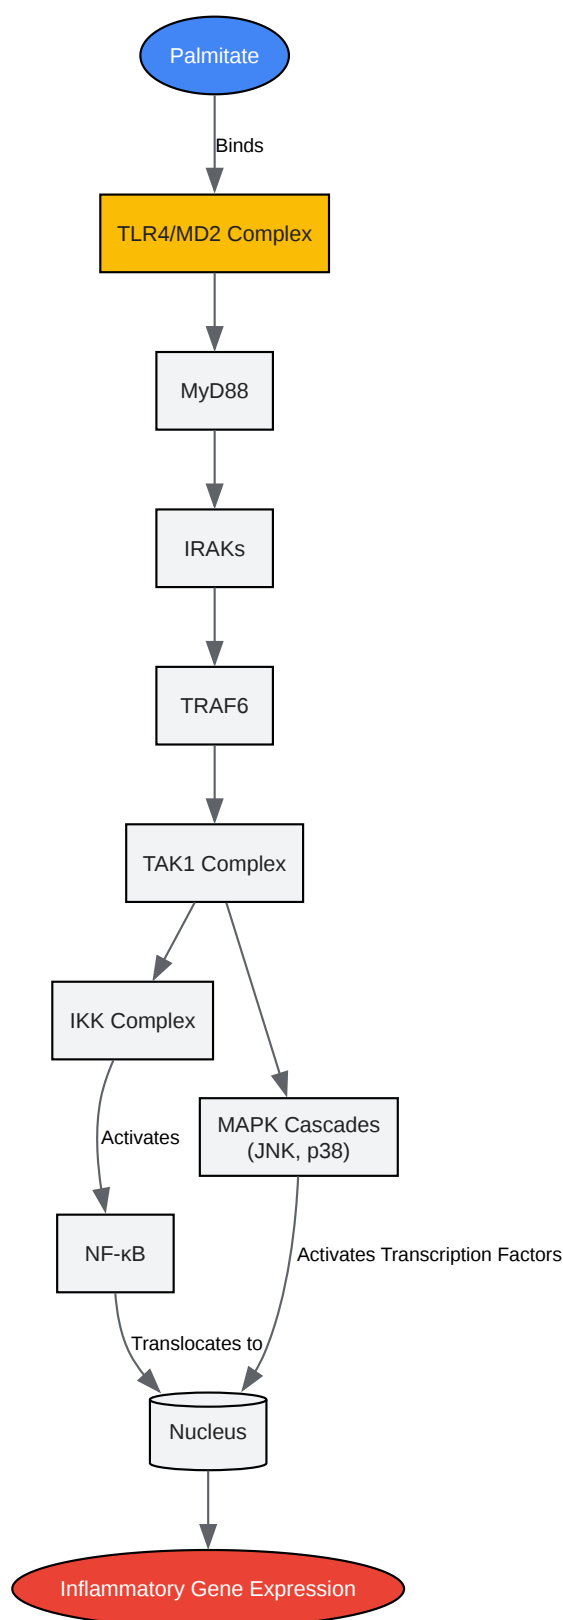 Palmitate
Binds
TLR4/MD2 Complex
MyD88
IRAKs
TRAF6
TAK1 Complex
IKK Complex
MAPK Cascades
(JNK, p38)
Activates
NF-κB
Activates Transcription Factors
Translocates to
Nucleus
Inflammatory Gene Expression